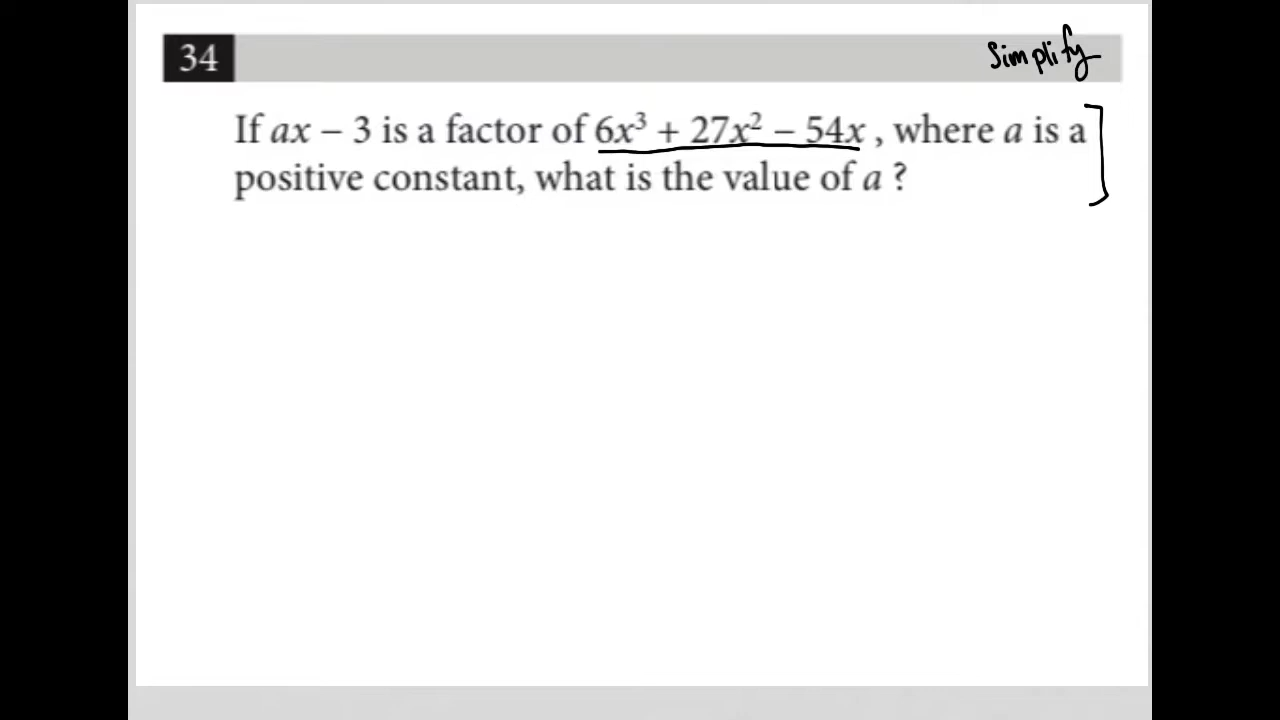 34
Simplify
If ax − 3 is a factor of 6x³ + 27x² − 54x , where a is a
positive constant, what is the value of a ?